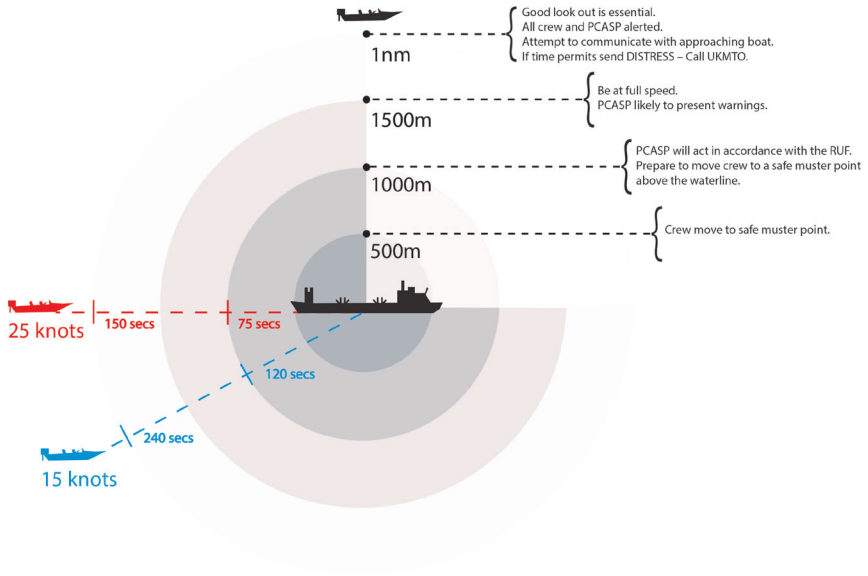 Good look out is essential.
All crew and PCASP alerted.
Attempt to communicate with approaching boat.
If time permits send DISTRESS – Call UKMTO.
1nm
Be at full speed.
PCASP likely to present warnings.
1500m
PCASP will act in accordance with the RUF.
Prepare to move crew to a safe muster point
above the waterline.
1000m
Crew move to safe muster point.
500m
25 knots
150 secs
75 secs
120 secs
240 secs
15 knots